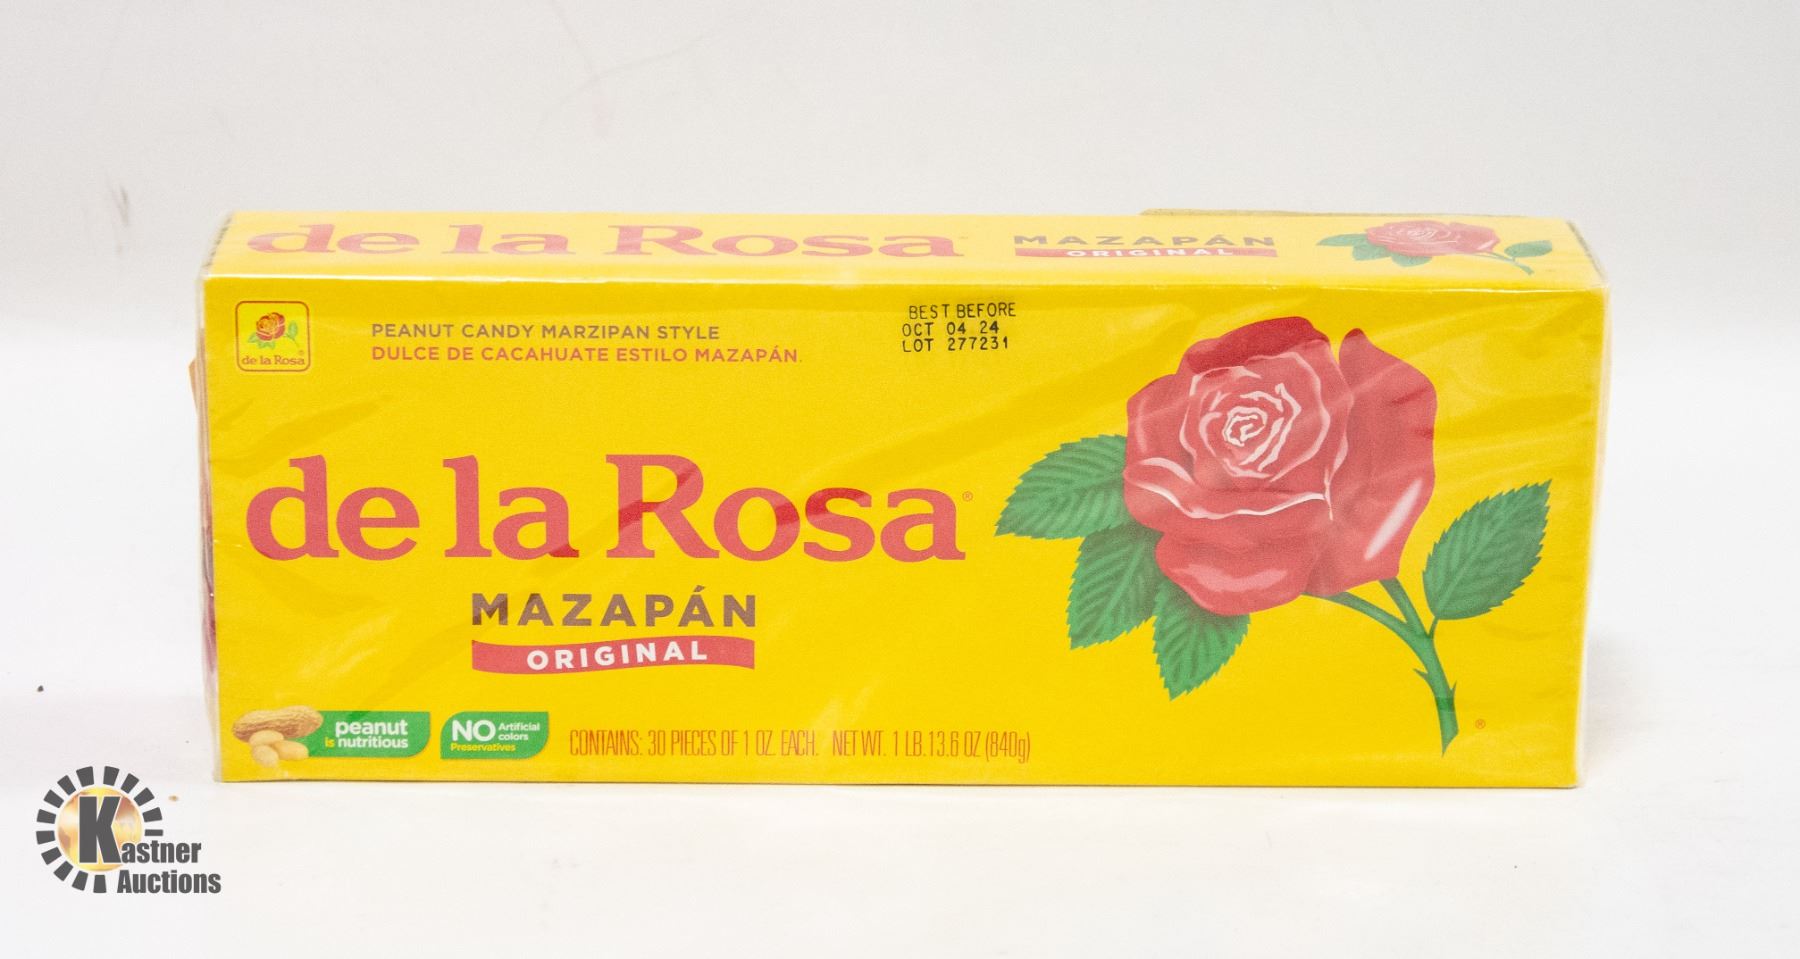 de la Rosa MAZAPÁN
ORIGINAL
de la Rosa®
PEANUT CANDY MARZIPAN STYLE
DULCE DE CACAHUATE ESTILO MAZAPÁN.
BEST BEFORE
OCT 04 24
LOT 277231
de la Rosa®
MAZAPÁN
ORIGINAL
peanut
is nutritious
NO Artificial
colors
Preservatives
CONTAINS: 30 PIECES OF 1 OZ. EACH. NET WT. 1 LB.13.6 OZ (840g)
®
Kastner
Auctions